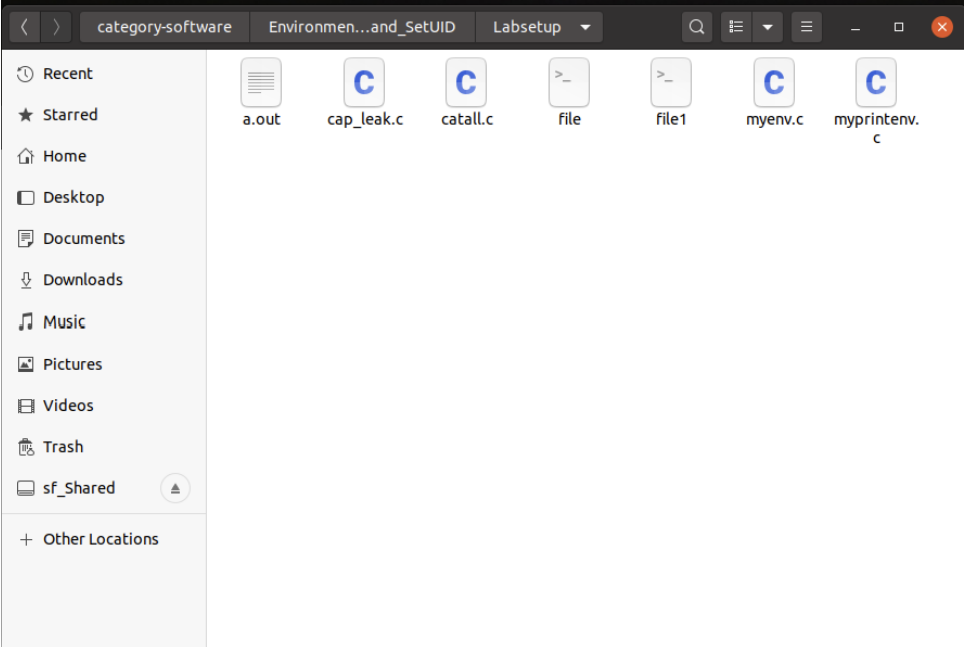 category-software
Environmen...and_SetUID
Labsetup
Recent
Starred
Home
Desktop
Documents
Downloads
Music
Pictures
Videos
Trash
sf_Shared
+ Other Locations
a.out
cap_leak.c
catall.c
file
file1
myenv.c
myprintenv.
c